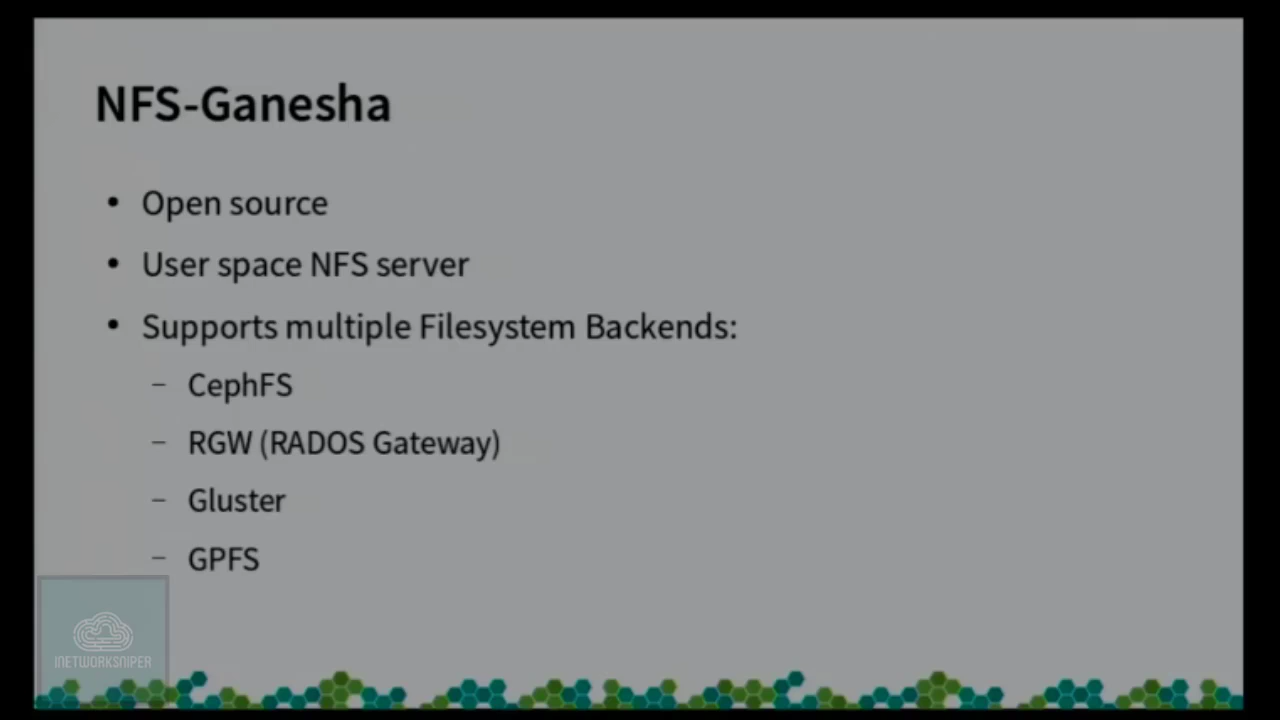 NFS-Ganesha
• Open source
• User space NFS server
• Supports multiple Filesystem Backends:
– CephFS
– RGW (RADOS Gateway)
– Gluster
– GPFS
INETWORKSNIPER